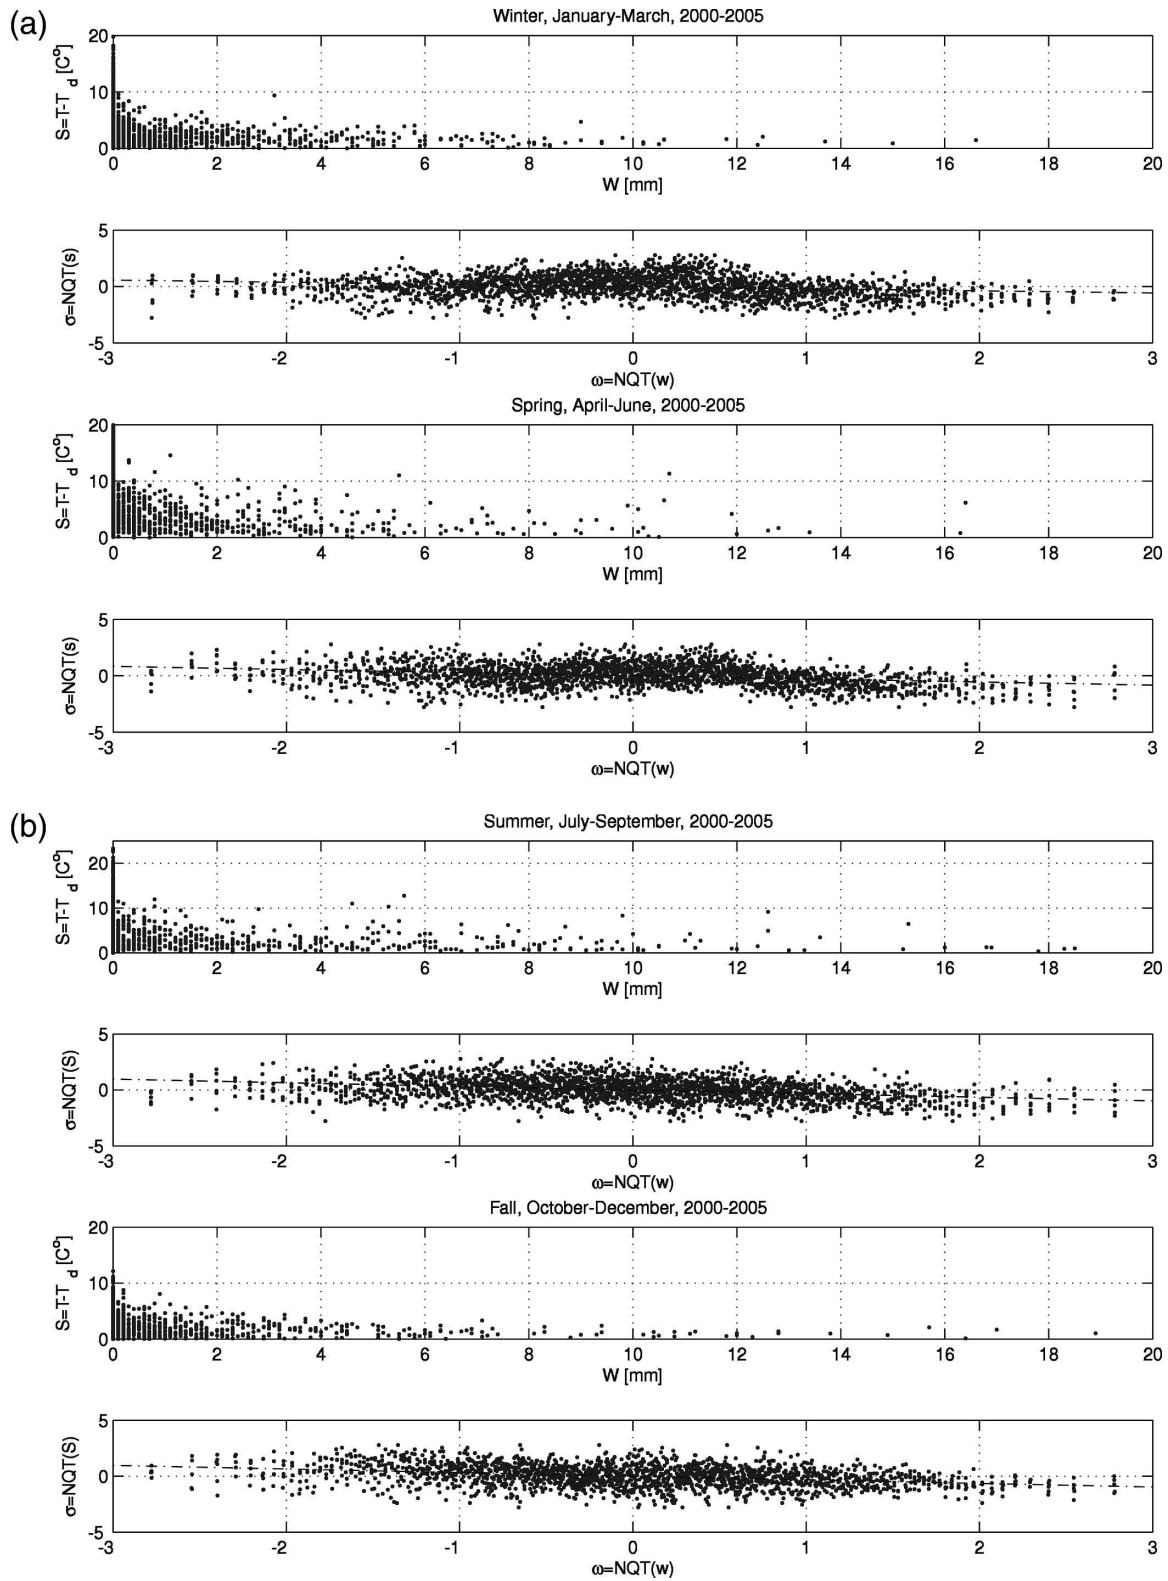 (a)
Winter, January-March, 2000-2005
S=T-T d [C°]
20
10
0
0 2 4 6 8 10 12 14 16 18 20
W [mm]
σ=NQT(s)
5
0
-5
-3 -2 -1 0 1 2 3
ω=NQT(w)
Spring, April-June, 2000-2005
S=T-T d [C°]
20
10
0
0 2 4 6 8 10 12 14 16 18 20
W [mm]
σ=NQT(s)
5
0
-5
-3 -2 -1 0 1 2 3
ω=NQT(w)
(b)
Summer, July-September, 2000-2005
S=T-T d [C°]
20
10
0
0 2 4 6 8 10 12 14 16 18 20
W [mm]
σ=NQT(S)
5
0
-5
-3 -2 -1 0 1 2 3
ω=NQT(w)
Fall, October-December, 2000-2005
S=T-T d [C°]
20
10
0
0 2 4 6 8 10 12 14 16 18 20
W [mm]
σ=NQT(S)
5
0
-5
-3 -2 -1 0 1 2 3
ω=NQT(w)